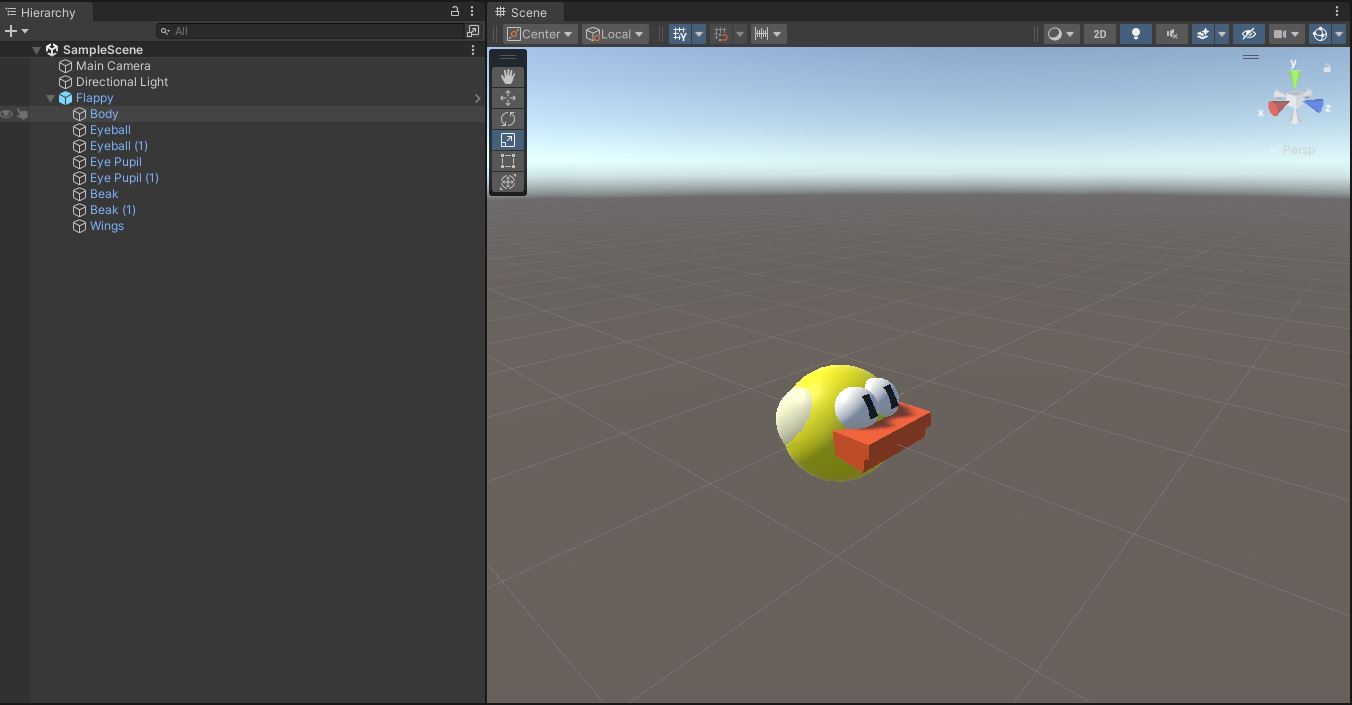 Hierarchy
All
SampleScene
Main Camera
Directional Light
Flappy
Body
Eyeball
Eyeball (1)
Eye Pupil
Eye Pupil (1)
Beak
Beak (1)
Wings
Scene
Center Local 2D
y
x z
Persp